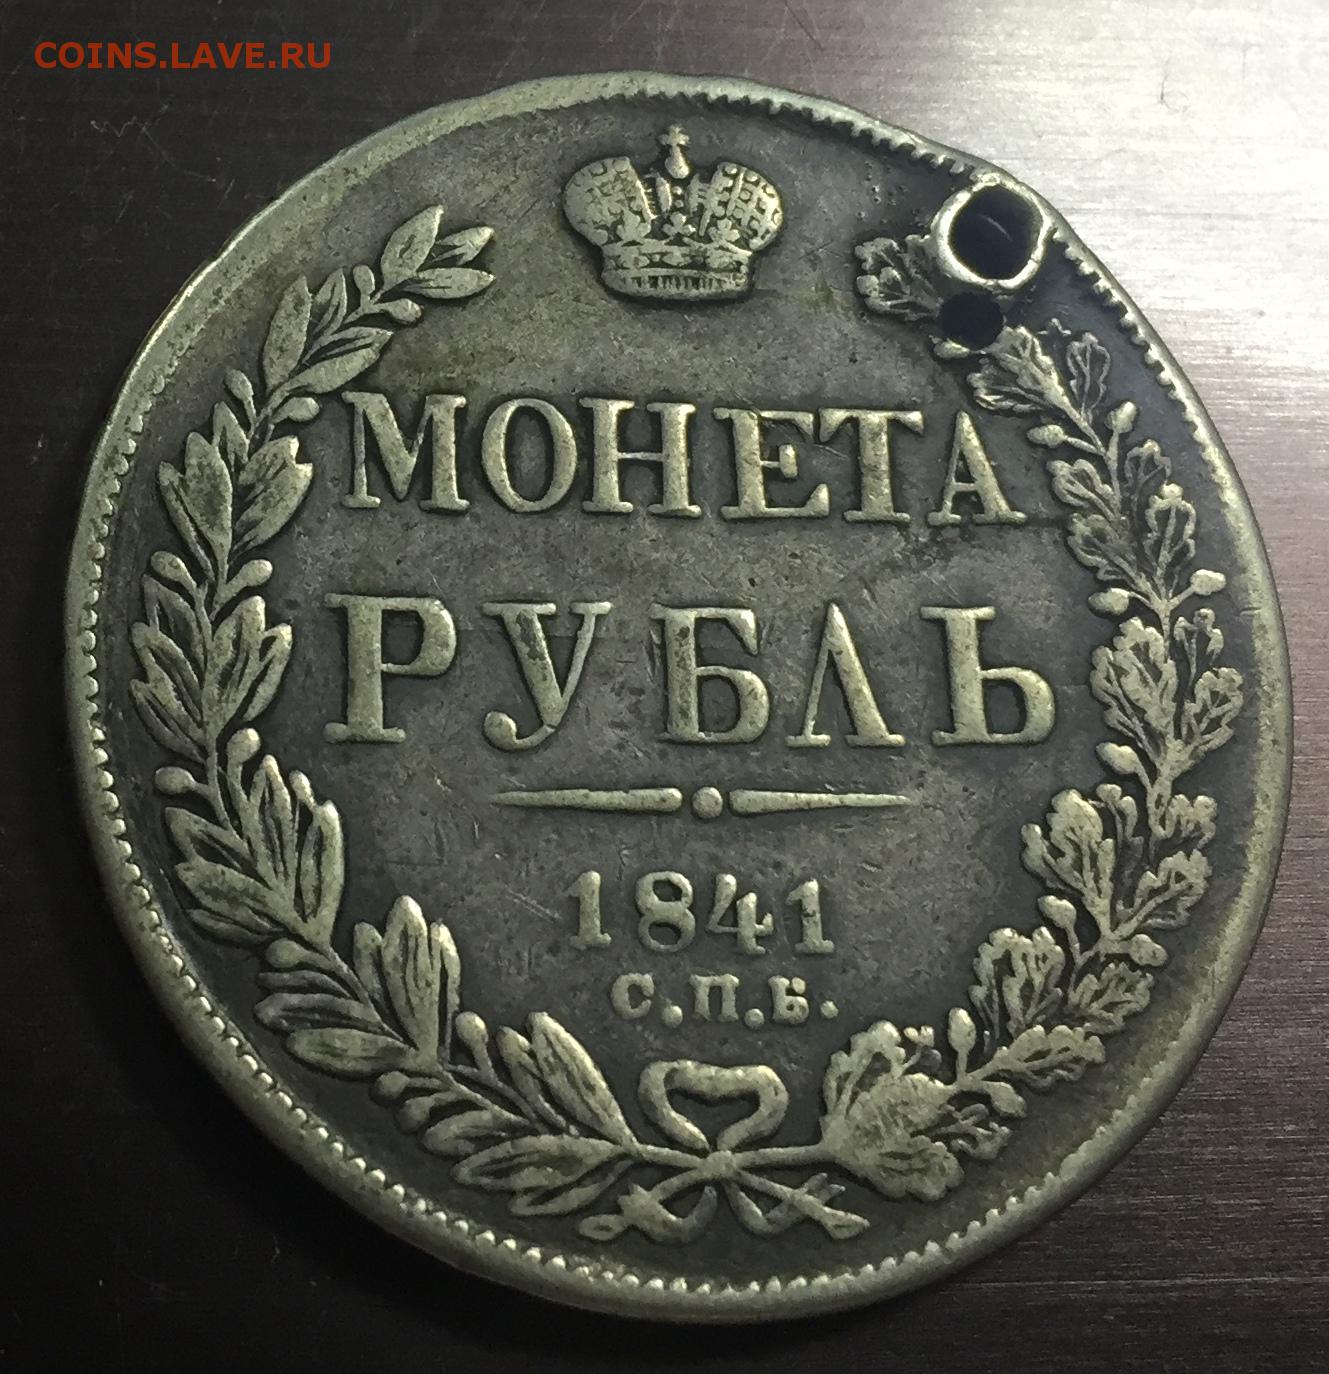 COINS.LAVE.RU
МОНЕТА
РУБЛЬ
1841
С.П.Б.